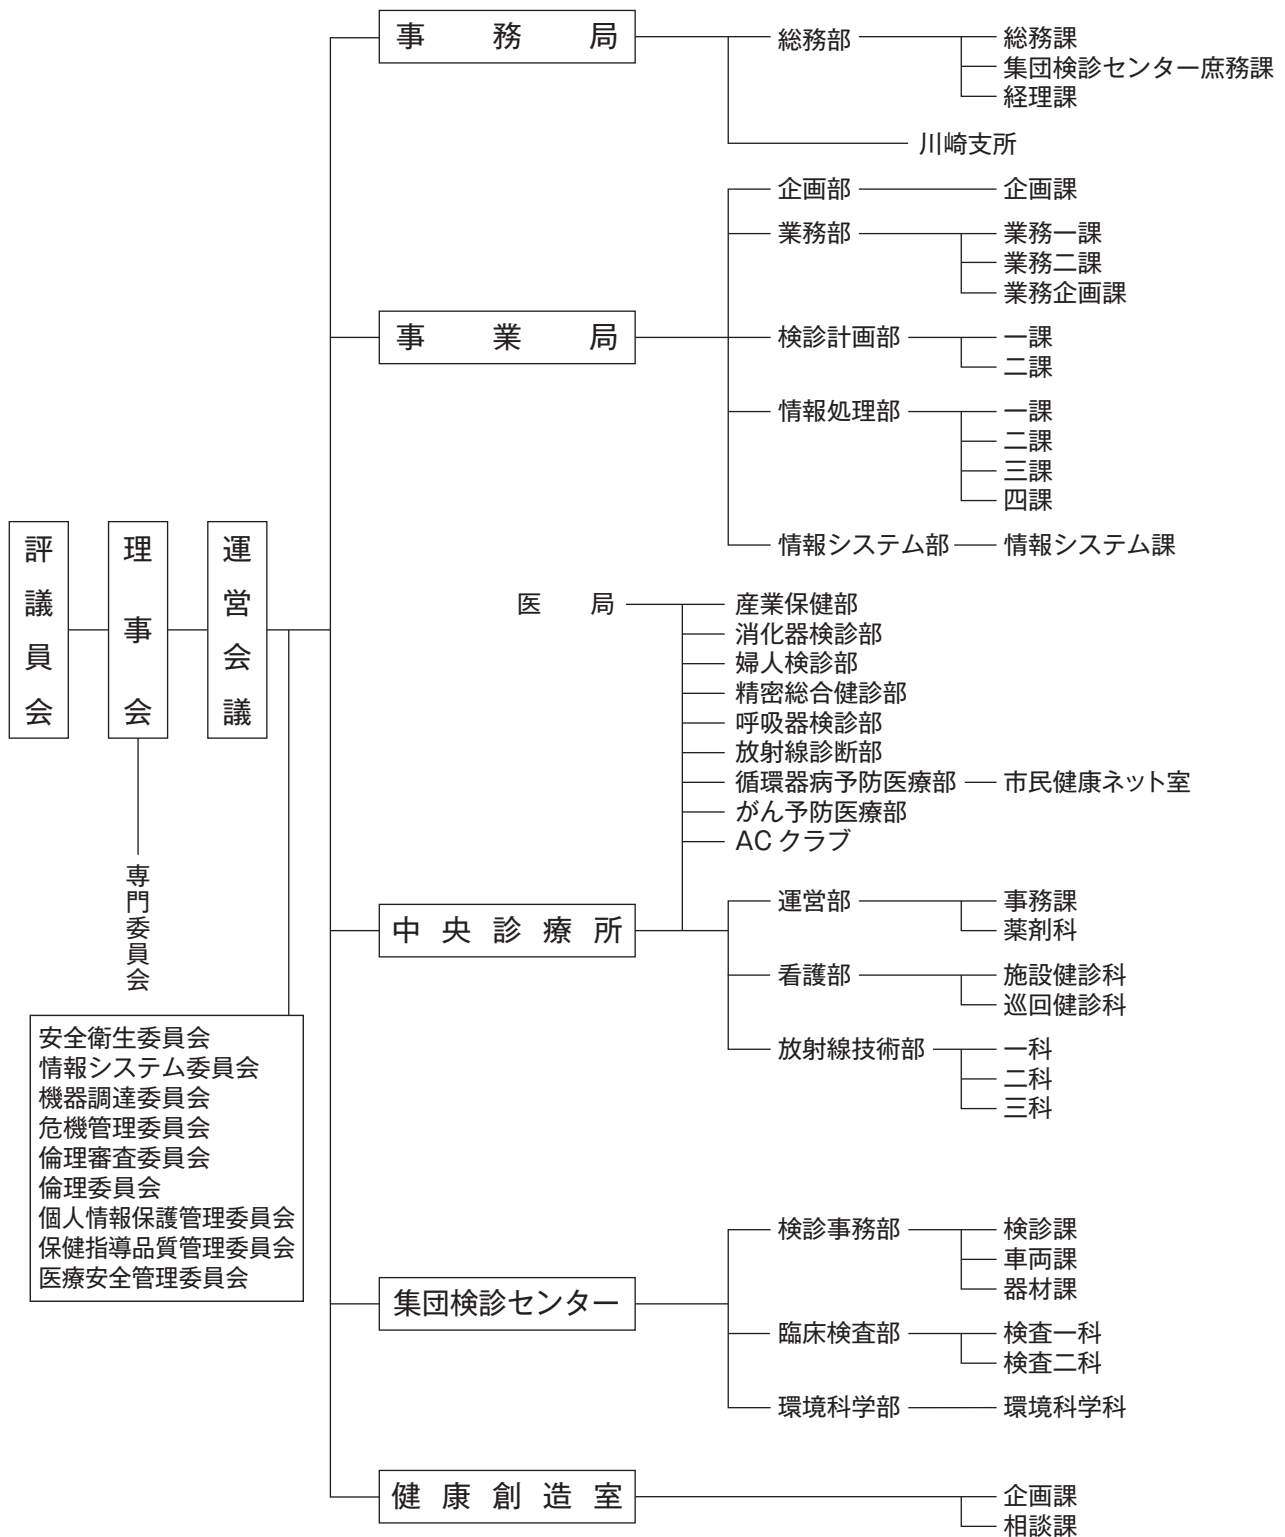 評議員会
理事会
運営会議
専門委員会
安全衛生委員会
情報システム委員会
機器調達委員会
危機管理委員会
倫理審査委員会
倫理委員会
個人情報保護管理委員会
保健指導品質管理委員会
医療安全管理委員会
事務局
総務部
総務課
集団検診センター庶務課
経理課
川崎支所
事業局
企画部
企画課
業務部
業務一課
業務二課
業務企画課
検診計画部
一課
二課
情報処理部
一課
二課
三課
四課
情報システム部
情報システム課
中央診療所
医局
産業保健部
消化器検診部
婦人検診部
精密総合健診部
呼吸器検診部
放射線診断部
循環器病予防医療部
市民健康ネット室
がん予防医療部
AC クラブ
運営部
事務課
薬剤科
看護部
施設健診科
巡回健診科
放射線技術部
一科
二科
三科
集団検診センター
検診事務部
検診課
車両課
器材課
臨床検査部
検査一科
検査二科
環境科学部
環境科学科
健康創造室
企画課
相談課